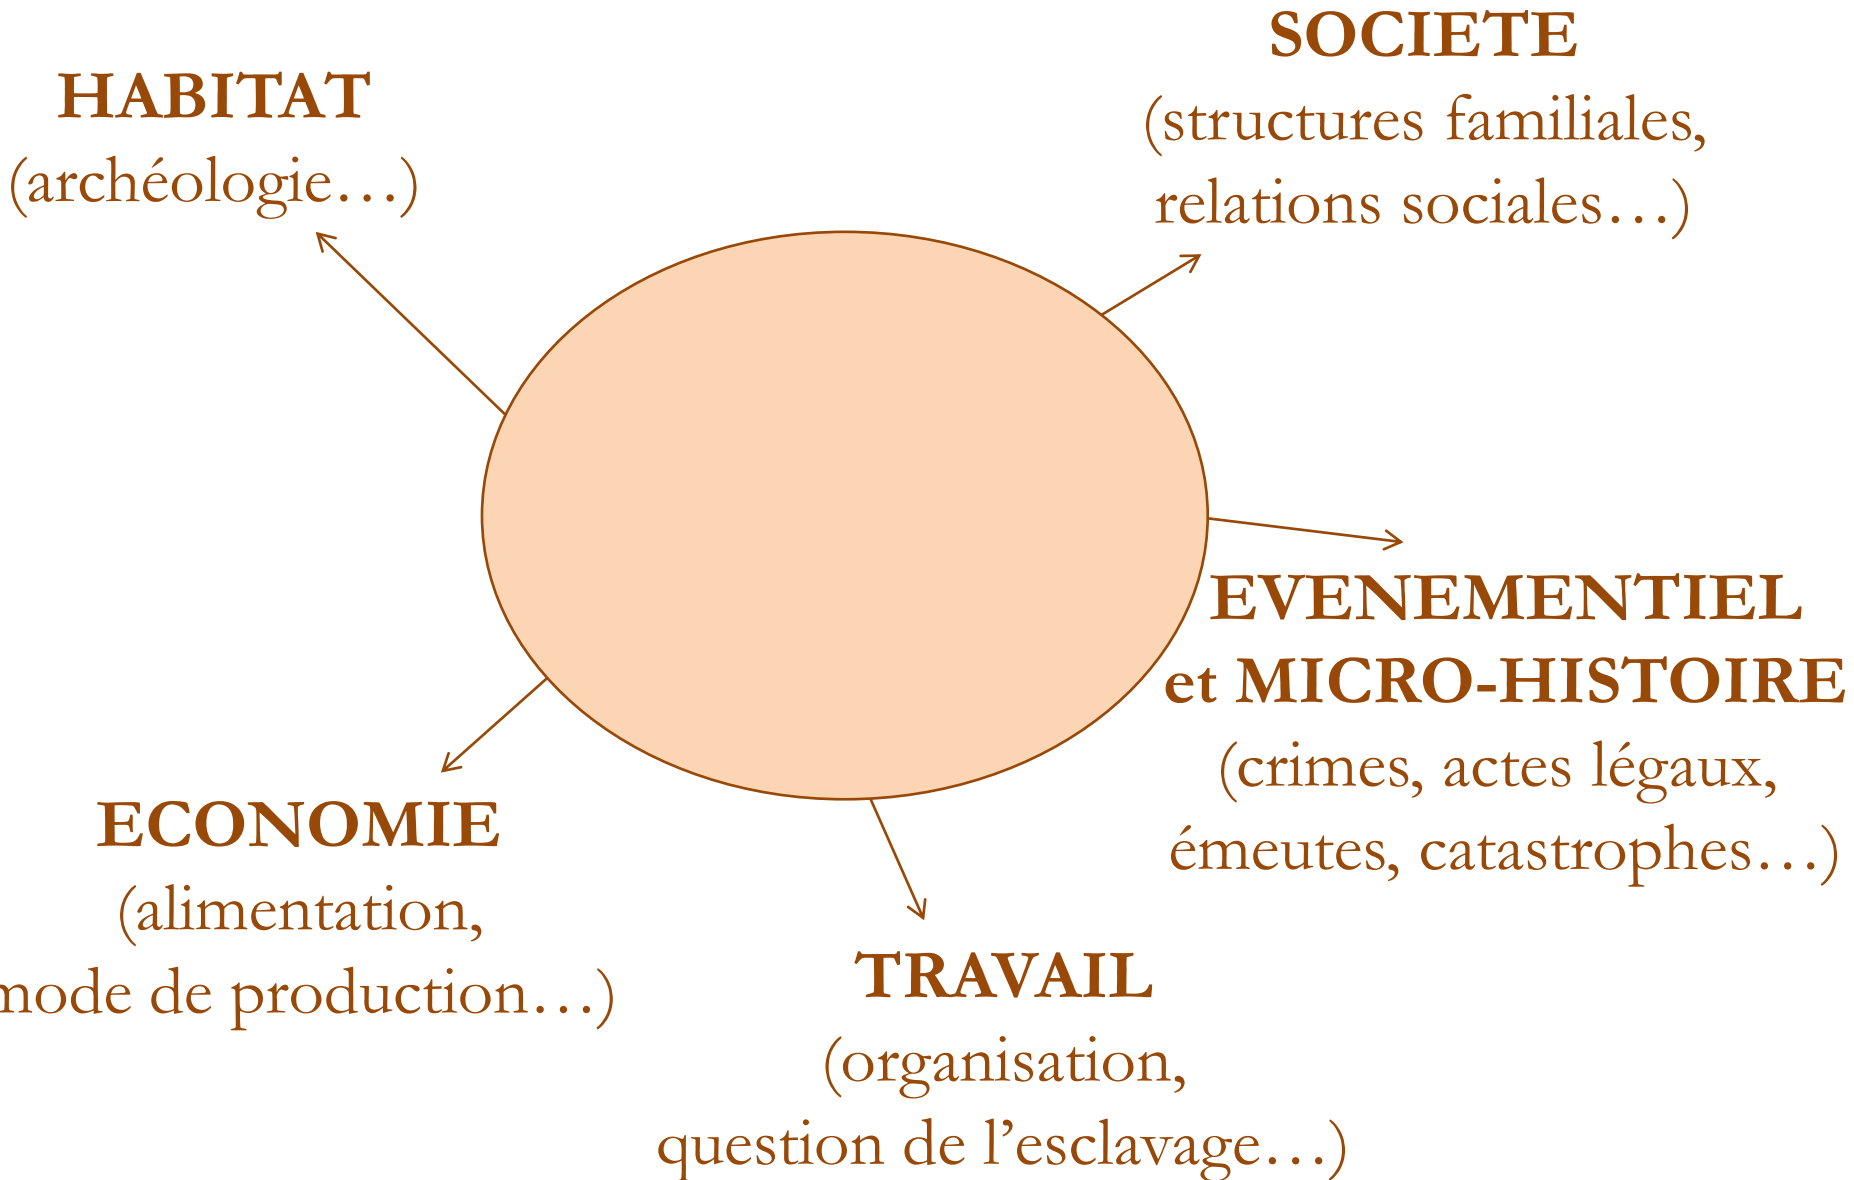 HABITAT
(archéologie…)
SOCIETE
(structures familiales,
relations sociales…)
EVENEMENTIEL
et MICRO-HISTOIRE
(crimes, actes légaux,
émeutes, catastrophes…)
ECONOMIE
(alimentation,
mode de production…)
TRAVAIL
(organisation,
question de l’esclavage…)